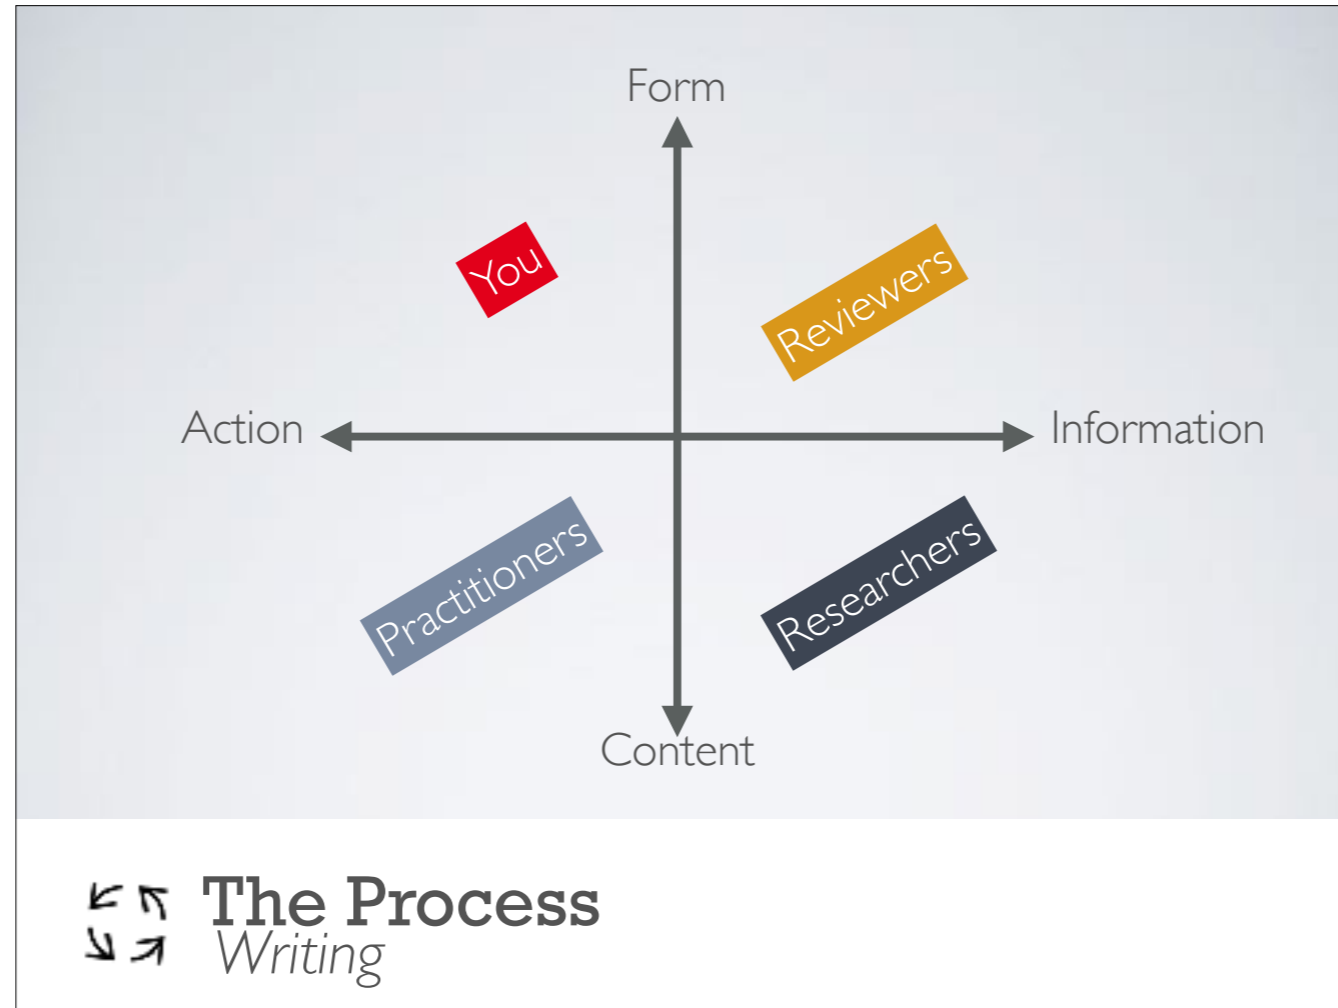 Form
You
Reviewers
Action
Information
Practitioners
Researchers
Content
The Process
Writing